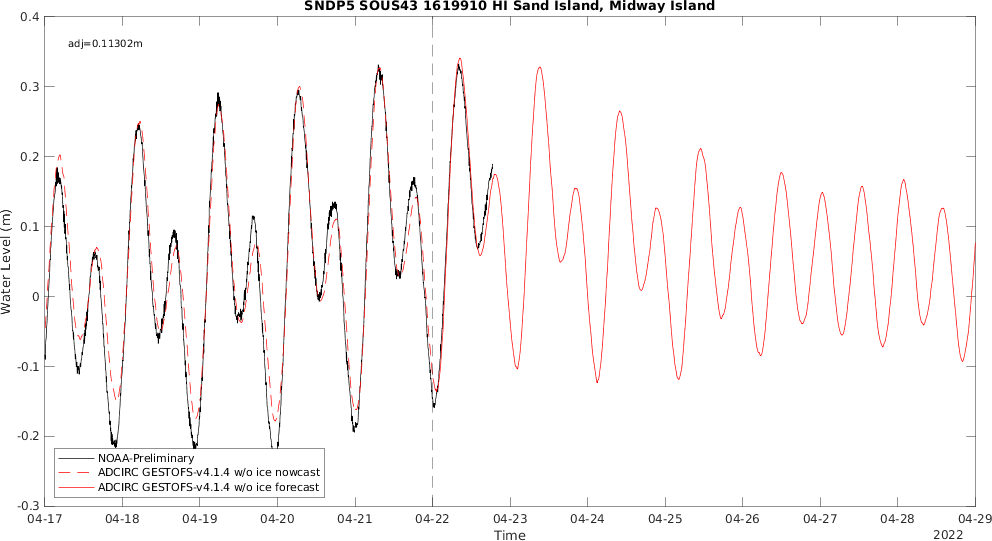 SNDP5 SOUS43 1619910 HI Sand Island, Midway Island
adj=0.11302m
Water Level (m)
0.4
0.3
0.2
0.1
0
-0.1
-0.2
-0.3
NOAA-Preliminary
ADCIRC GESTOFS-v4.1.4 w/o ice nowcast
ADCIRC GESTOFS-v4.1.4 w/o ice forecast
04-17 04-18 04-19 04-20 04-21 04-22 04-23 04-24 04-25 04-26 04-27 04-28 04-29
Time
2022